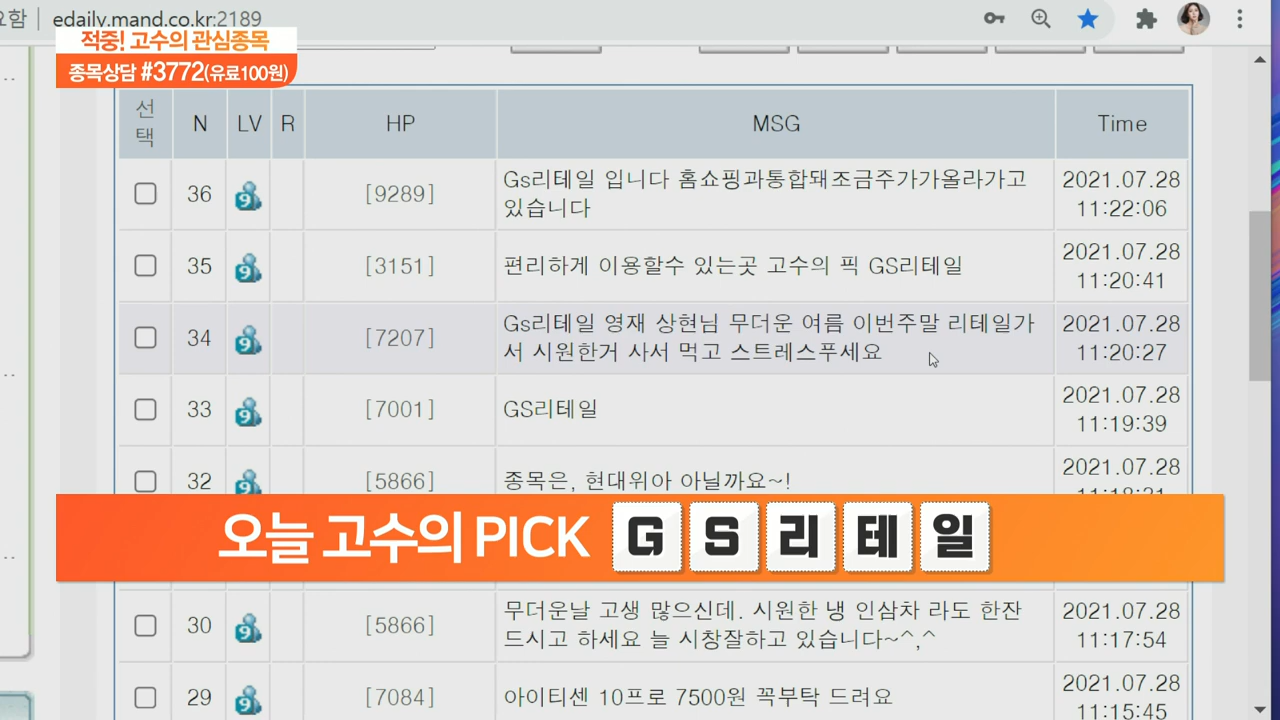 요함
edaily.mand.co.kr:2189
적중! 고수의 관심종목
종목상담 #3772(유료100원)
선택 N LV R HP MSG Time
36 9 [9289] Gs리테일 입니다 홈쇼핑과통합돼조금주가가올라가고 2021.07.28
있습니다 11:22:06
35 9 [3151] 편리하게 이용할수 있는곳 고수의 픽 GS리테일 2021.07.28
11:20:41
34 9 [7207] Gs리테일 영재 상현님 무더운 여름 이번주말 리테일가 2021.07.28
서 시원한거 사서 먹고 스트레스푸세요 11:20:27
33 9 [7001] GS리테일 2021.07.28
11:19:39
32 9 [5866] 종목은, 현대위아 아닐까요~! 2021.07.28
오늘 고수의 PICK GS리테일
30 9 [5866] 무더운날 고생 많으신데. 시원한 냉 인삼차 라도 한잔 2021.07.28
드시고 하세요 늘 시창잘하고 있습니다~^,^ 11:17:54
29 9 [7084] 아이티센 10프로 7500원 꼭부탁 드려요 2021.07.28
11:15:45